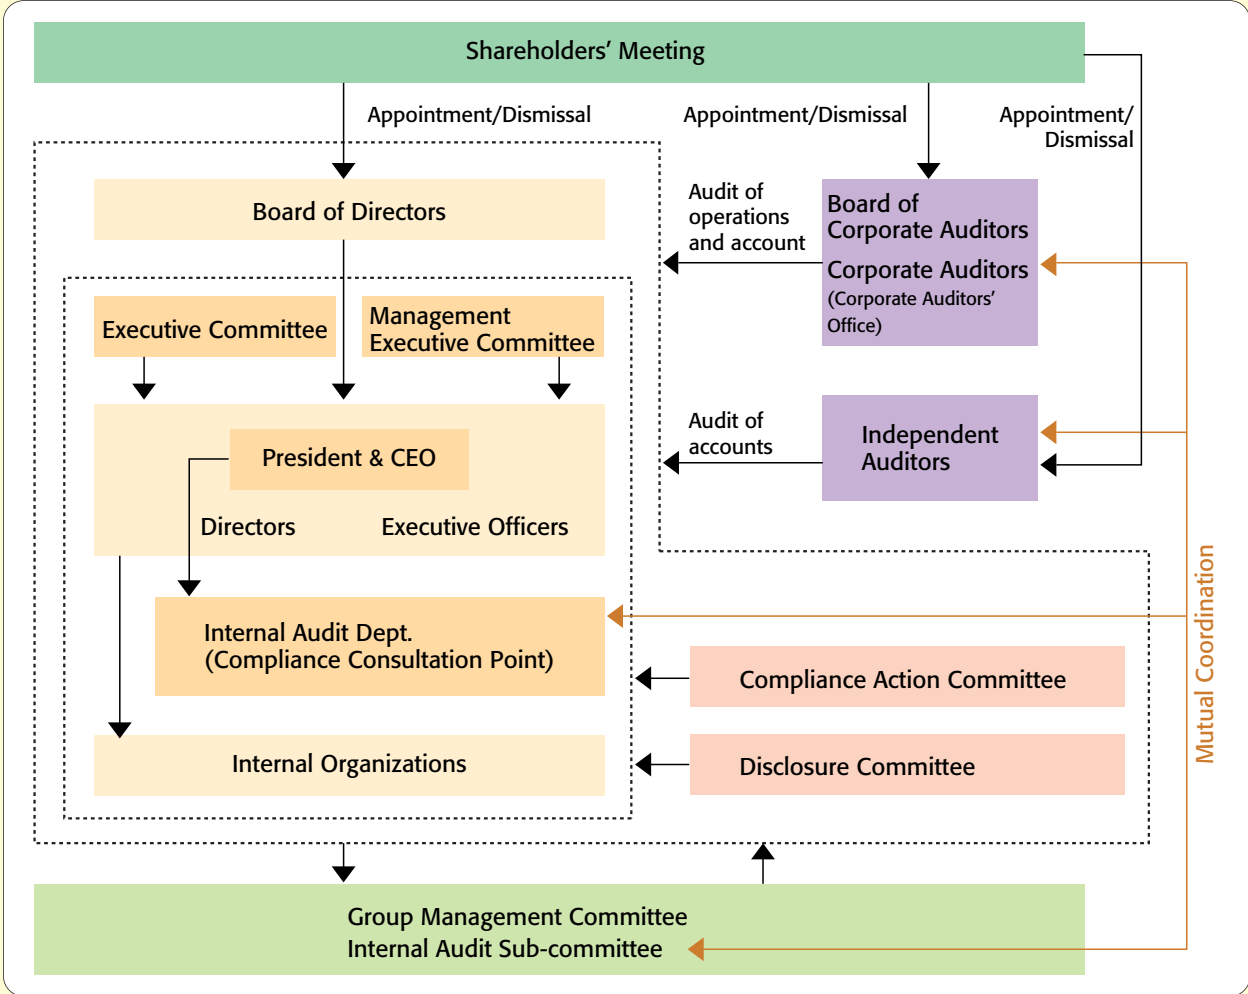 Shareholders’ Meeting
Appointment/Dismissal
Appointment/Dismissal
Appointment/
Dismissal
Board of Directors
Audit of
operations
and account
Board of
Corporate Auditors
Corporate Auditors
(Corporate Auditors’
Office)
Executive Committee
Management
Executive Committee
Audit of
accounts
Independent
Auditors
President & CEO
Directors
Executive Officers
Internal Audit Dept.
(Compliance Consultation Point)
Compliance Action Committee
Internal Organizations
Disclosure Committee
Mutual Coordination
Group Management Committee
Internal Audit Sub-committee